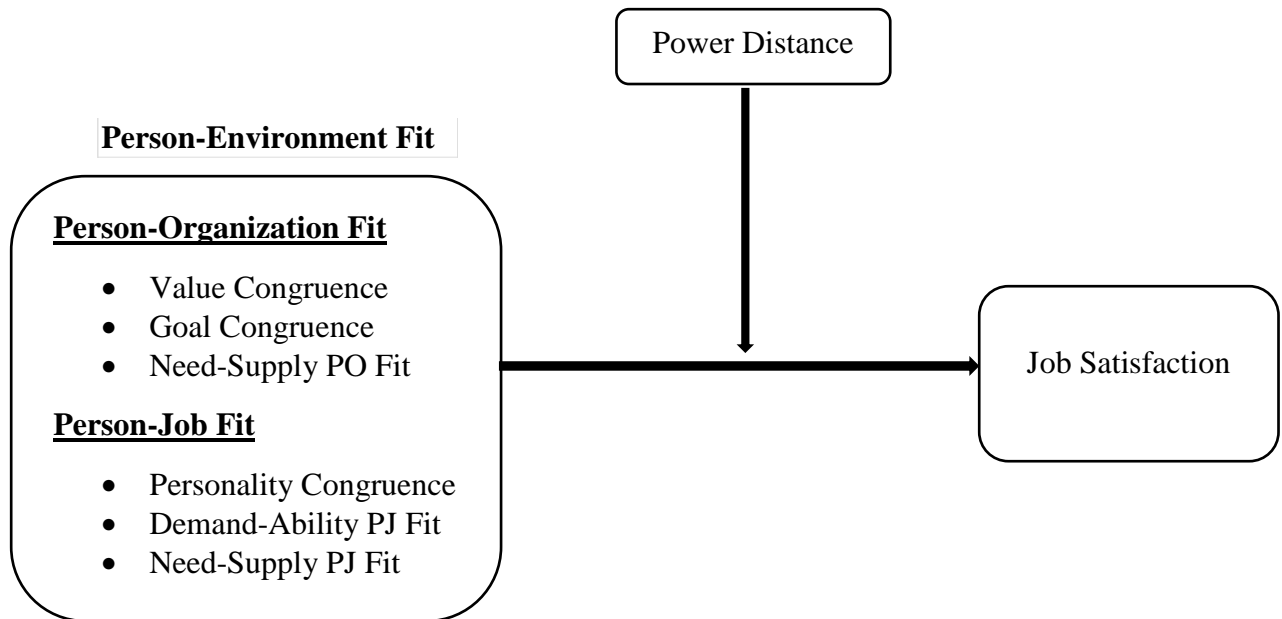 Power Distance
Person-Environment Fit
Person-Organization Fit
• Value Congruence
• Goal Congruence
• Need-Supply PO Fit
Person-Job Fit
• Personality Congruence
• Demand-Ability PJ Fit
• Need-Supply PJ Fit
Job Satisfaction